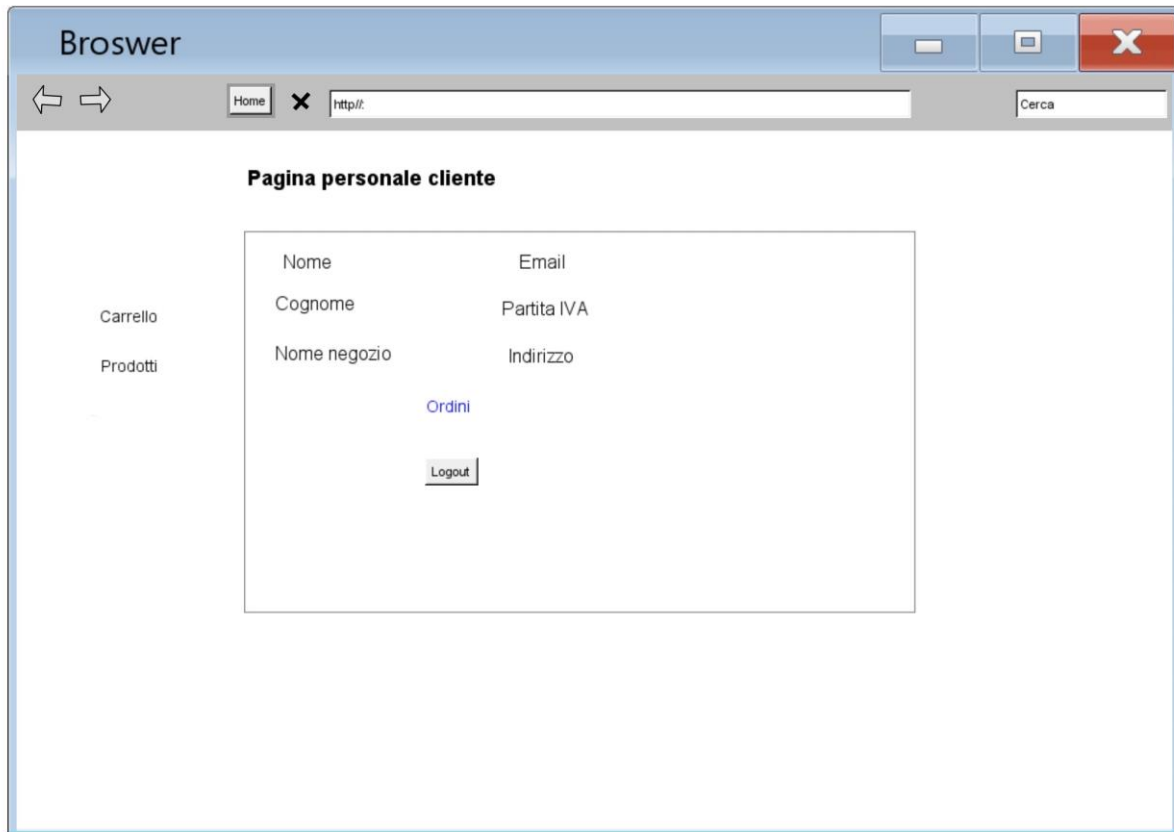 Broswer
Home
http//:
Cerca
Pagina personale cliente
Nome Email
Cognome Partita IVA
Nome negozio Indirizzo
Carrello
Prodotti
Ordini
Logout